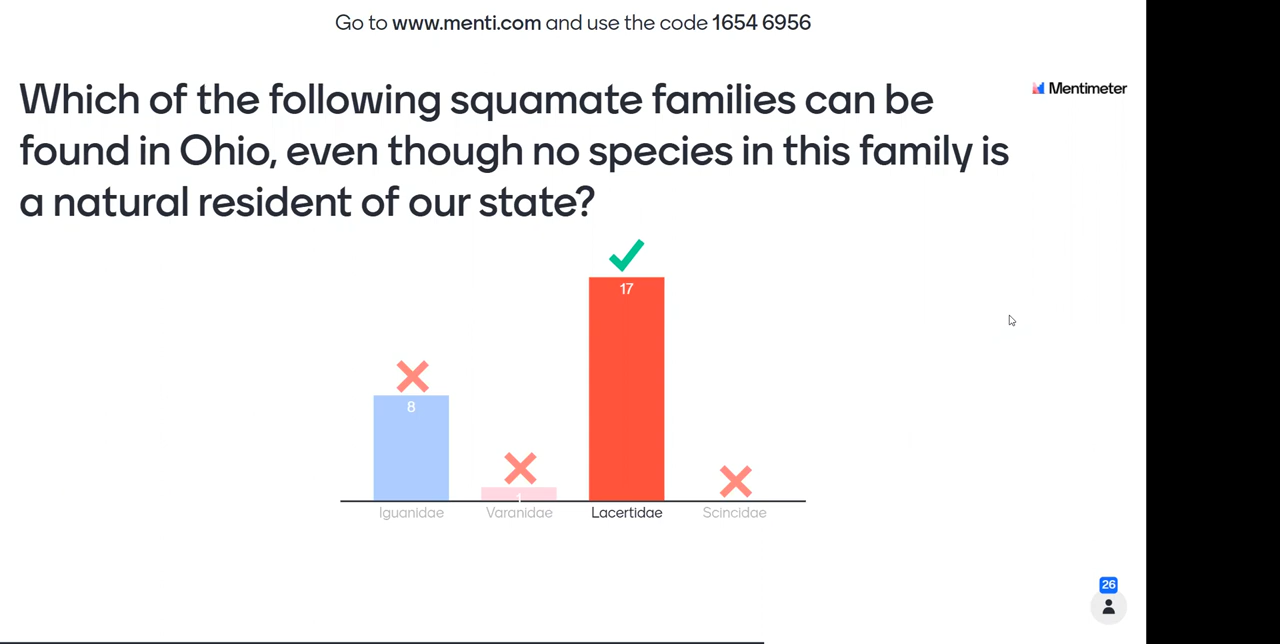 Go to www.menti.com and use the code 1654 6956
Mentimeter
Which of the following squamate families can be
found in Ohio, even though no species in this family is
a natural resident of our state?
17
8
1
Iguanidae Varanidae Lacertidae Scincidae
26